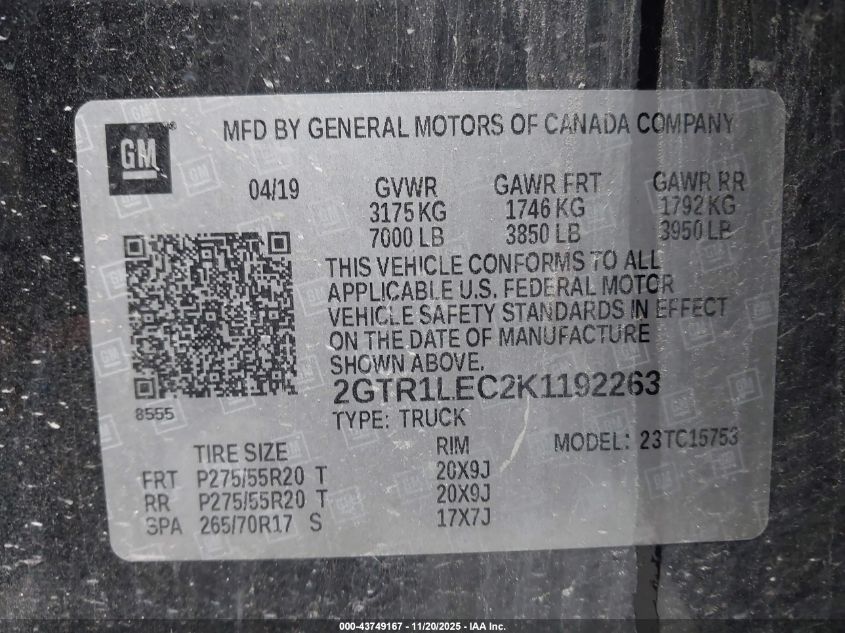 GM
MFD BY GENERAL MOTORS OF CANADA COMPANY
04/19 GVWR GAWR FRT GAWR RR
3175 KG 1746 KG 1792 KG
7000 LB 3850 LB 3950 LB
THIS VEHICLE CONFORMS TO ALL
APPLICABLE U.S. FEDERAL MOTOR
VEHICLE SAFETY STANDARDS IN EFFECT
ON THE DATE OF MANUFACTURE
SHOWN ABOVE.
2GTR1LEC2K1192263
8555
TYPE: TRUCK
MODEL: 23TC15753
TIRE SIZE RIM
FRT P275/55R20 T 20X9J
RR P275/55R20 T 20X9J
SPA 265/70R17 S 17X7J
000-43749167 - 11/20/2025 - IAA Inc.